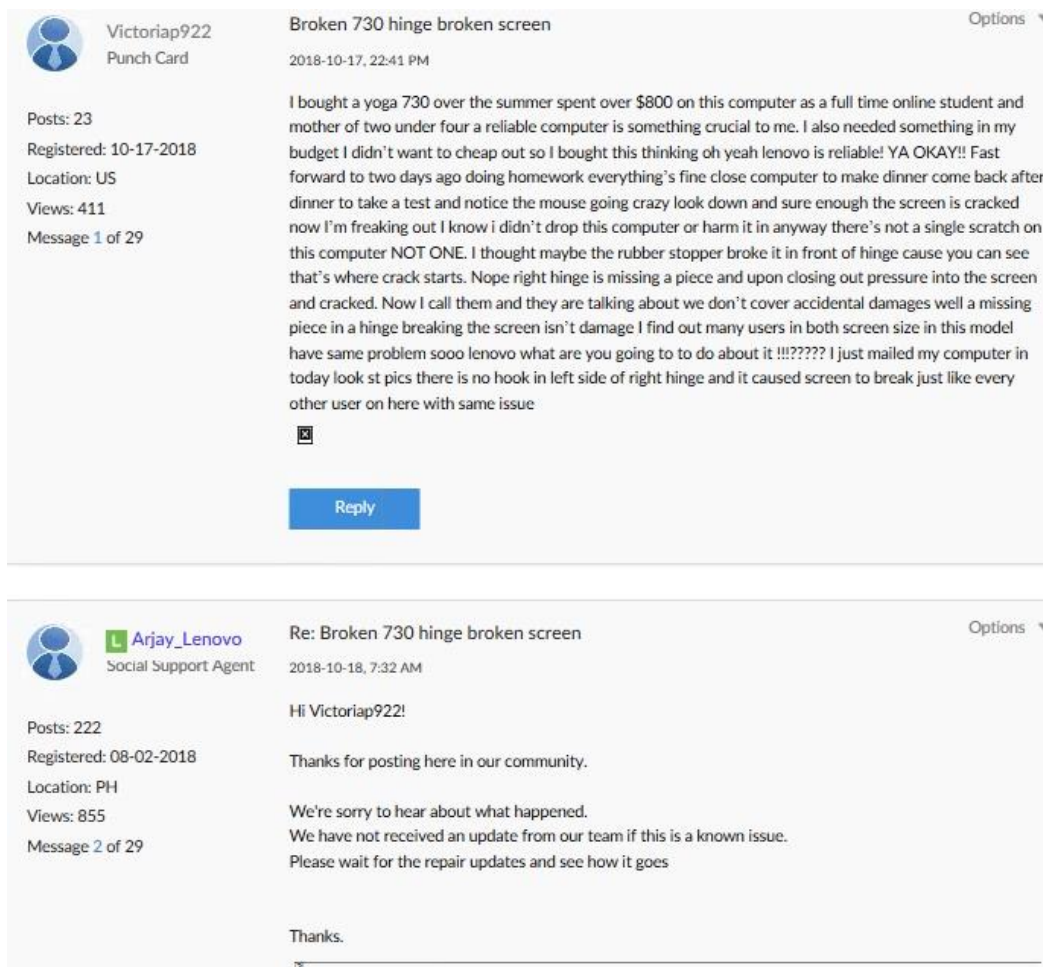 Victoriap922
Punch Card
Posts: 23
Registered: 10-17-2018
Location: US
Views: 411
Message 1 of 29
Broken 730 hinge broken screen
Options
2018-10-17, 22:41 PM
I bought a yoga 730 over the summer spent over $800 on this computer as a full time online student and
mother of two under four a reliable computer is something crucial to me. I also needed something in my
budget I didn't want to cheap out so I bought this thinking oh yeah lenovo is reliable! YA OKAY!! Fast
forward to two days ago doing homework everything's fine close computer to make dinner come back after
dinner to take a test and notice the mouse going crazy look down and sure enough the screen is cracked
now I'm freaking out I know i didn't drop this computer or harm it in anyway there's not a single scratch on
this computer NOT ONE. I thought maybe the rubber stopper broke it in front of hinge cause you can see
that's where crack starts. Nope right hinge is missing a piece and upon closing out pressure into the screen
and cracked. Now I call them and they are talking about we don't cover accidental damages well a missing
piece in a hinge breaking the screen isn't damage I find out many users in both screen size in this model
have same problem sooo lenovo what are you going to to do about it !!!????? I just mailed my computer in
today look st pics there is no hook in left side of right hinge and it caused screen to break just like every
other user on here with same issue
Reply
L Arjay_Lenovo
Social Support Agent
Posts: 222
Registered: 08-02-2018
Location: PH
Views: 855
Message 2 of 29
Re: Broken 730 hinge broken screen
Options
2018-10-18, 7:32 AM
Hi Victoriap922!
Thanks for posting here in our community.
We're sorry to hear about what happened.
We have not received an update from our team if this is a known issue.
Please wait for the repair updates and see how it goes
Thanks.